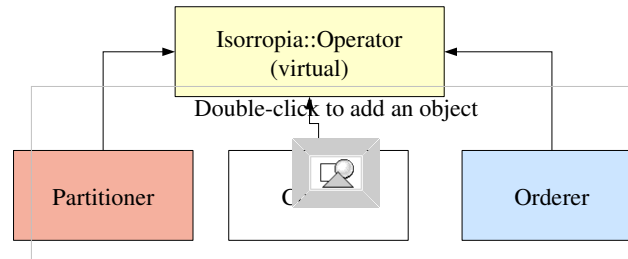 Isorropia::Operator
(virtual)
Double-click to add an object
Partitioner
Orderer